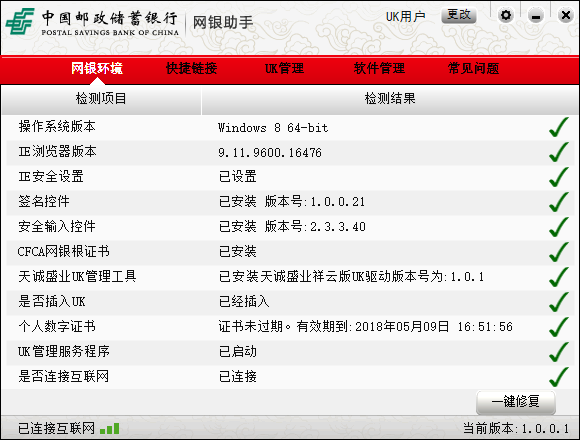 中国邮政储蓄银行 网银助手 UK用户 更改
POSTAL SAVINGS BANK OF CHINA
网银环境 快捷链接 UK管理 软件管理 常见问题
检测项目 检测结果
操作系统版本 Windows 8 64-bit
IE浏览器版本 9.11.9600.16476
IE安全设置 已设置
签名控件 已安装 版本号:1.0.0.21
安全输入控件 已安装 版本号:2.3.3.40
CFCA网银根证书 已安装
天诚盛业UK管理工具 已安装天诚盛业祥云版UK驱动版本号为:1.0.1
是否插入UK 已经插入
个人数字证书 证书未过期。有效期到:2018年05月09日 16:51:56
UK管理服务程序 已启动
是否连接互联网 已连接
一键修复
已连接互联网 当前版本:1.0.0.1